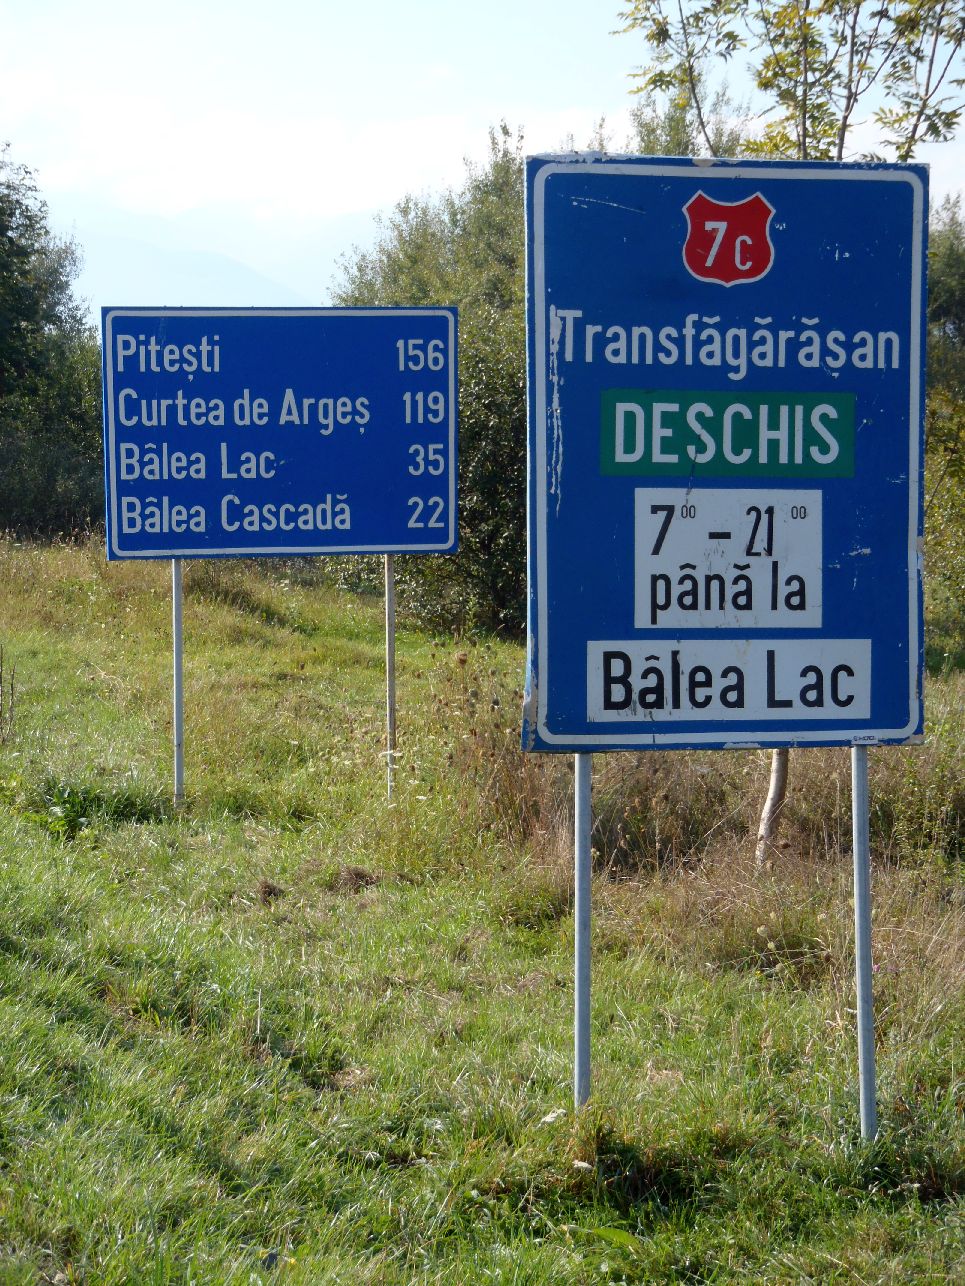 Pitești 156
Curtea de Argeș 119
Bâlea Lac 35
Bâlea Cascadă 22
7C
Transfăgărășan
DESCHIS
7⁰⁰ - 21⁰⁰
până la
Bâlea Lac